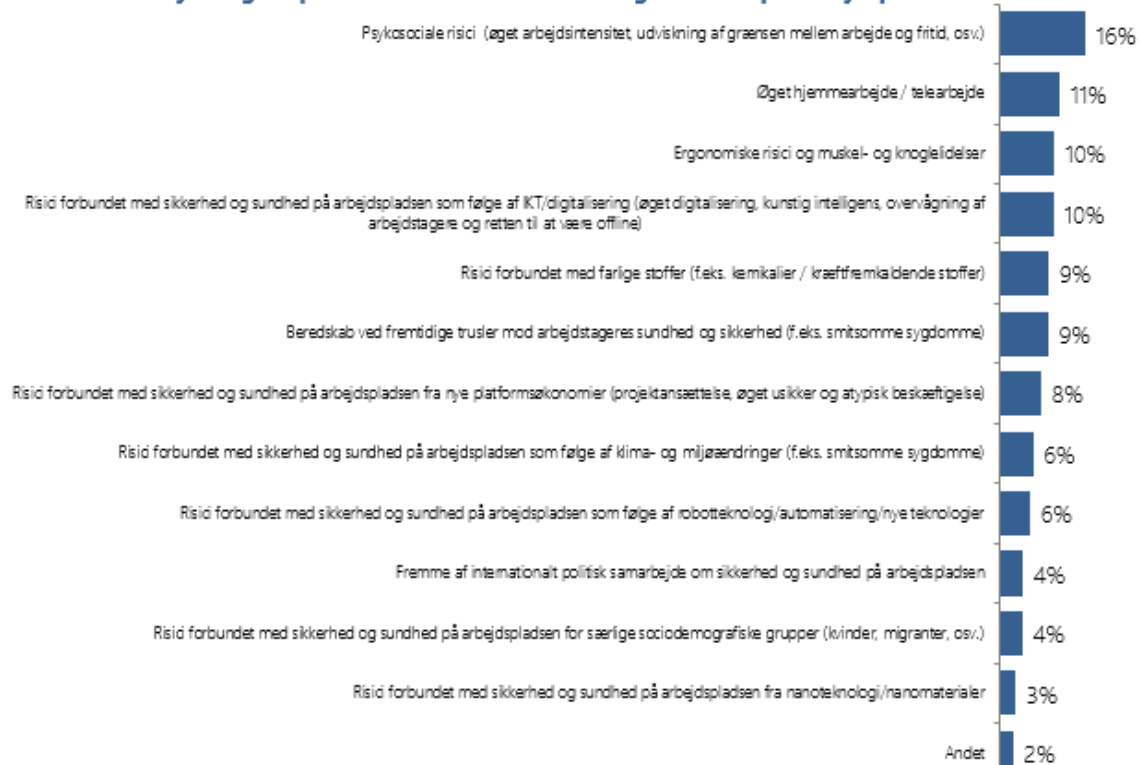 Psykosociale risici (øget arbejdsintensitet, udviskning af grænsen mellem arbejde og fritid, osv.)
16%
Øget hjemmearbejde / telearbejde
11%
Ergonomiske risici og muskel- og knoglelidelser
10%
Risici forbundet med sikkerhed og sundhed på arbejdspladsen som følge af IKT/digitalisering (øget digitalisering, kunstig intelligens, overvågning af
arbejdstagere og retten til at være offline)
10%
Risici forbundet med farlige stoffer (f.eks. kemikalier / kræftfremkaldende stoffer)
9%
Beredskab ved fremtidige trusler mod arbejdstageres sundhed og sikkerhed (f.eks. smitsomme sygdomme)
9%
Risici forbundet med sikkerhed og sundhed på arbejdspladsen fra nye platformsøkonomier (projektansættelse, øget usikker og atypisk beskæftigelse)
8%
Risici forbundet med sikkerhed og sundhed på arbejdspladsen som følge af klima- og miljøændringer (f.eks. smitsomme sygdomme)
6%
Risici forbundet med sikkerhed og sundhed på arbejdspladsen som følge af robotteknologi/automatisering/nye teknologier
6%
Fremme af internationalt politisk samarbejde om sikkerhed og sundhed på arbejdspladsen
4%
Risici forbundet med sikkerhed og sundhed på arbejdspladsen for særlige sociodemografiske grupper (kvinder, migranter, osv.)
4%
Risici forbundet med sikkerhed og sundhed på arbejdspladsen fra nanoteknologi/nanomaterialer
3%
Andet
2%